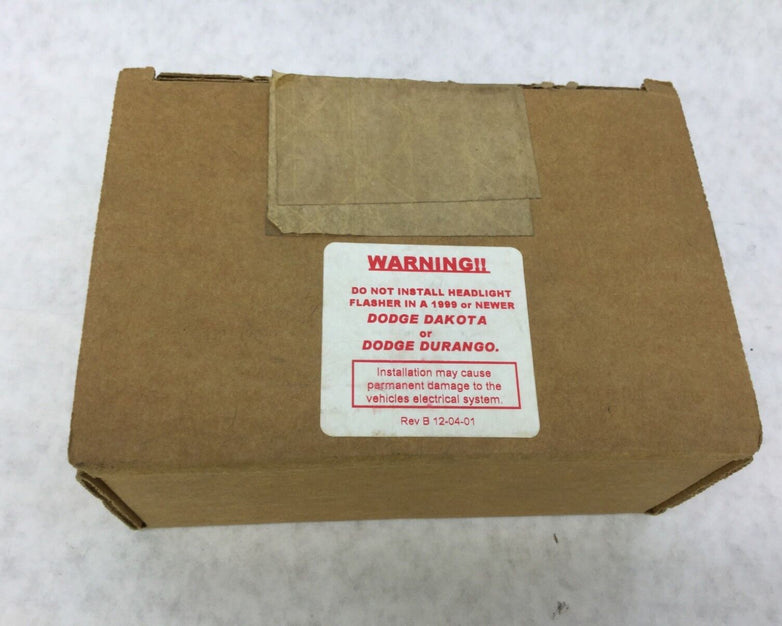 WARNING!!
DO NOT INSTALL HEADLIGHT
FLASHER IN A 1999 or NEWER
DODGE DAKOTA
or
DODGE DURANGO.
Installation may cause
permanent damage to the
vehicles electrical system.
Rev B 12-04-01